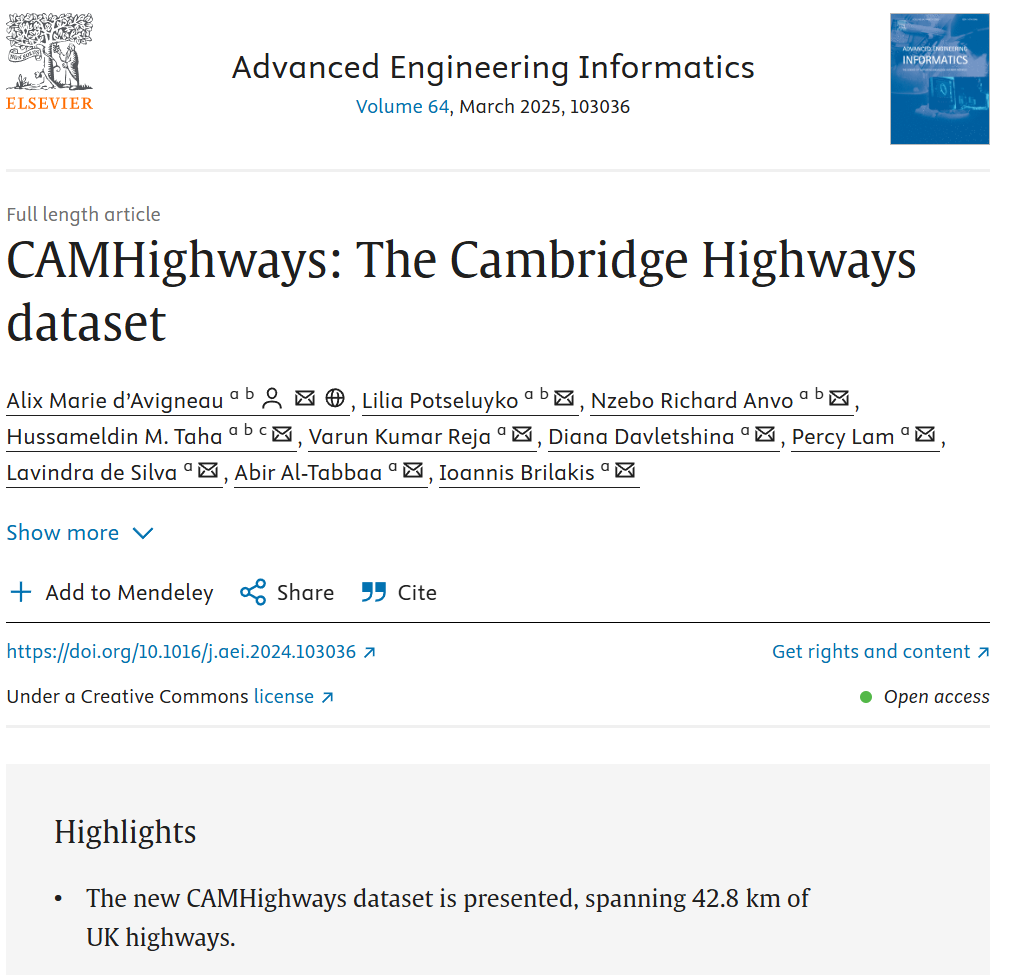 ELSEVIER
Advanced Engineering Informatics
Volume 64, March 2025, 103036
ADVANCED ENGINEERING
INFORMATICS
Full length article
CAMHighways: The Cambridge Highways
dataset
Alix Marie d’Avigneau a b , Lilia Potseluyko a b , Nzebo Richard Anvo a b ,
Hussameldin M. Taha a b c , Varun Kumar Reja a , Diana Davletshina a , Percy Lam a ,
Lavindra de Silva a , Abir Al-Tabbaa a , Ioannis Brilakis a
Show more
Add to Mendeley Share Cite
https://doi.org/10.1016/j.aei.2024.103036 ↗ Get rights and content ↗
Under a Creative Commons license ↗ Open access
Highlights
• The new CAMHighways dataset is presented, spanning 42.8 km of
UK highways.